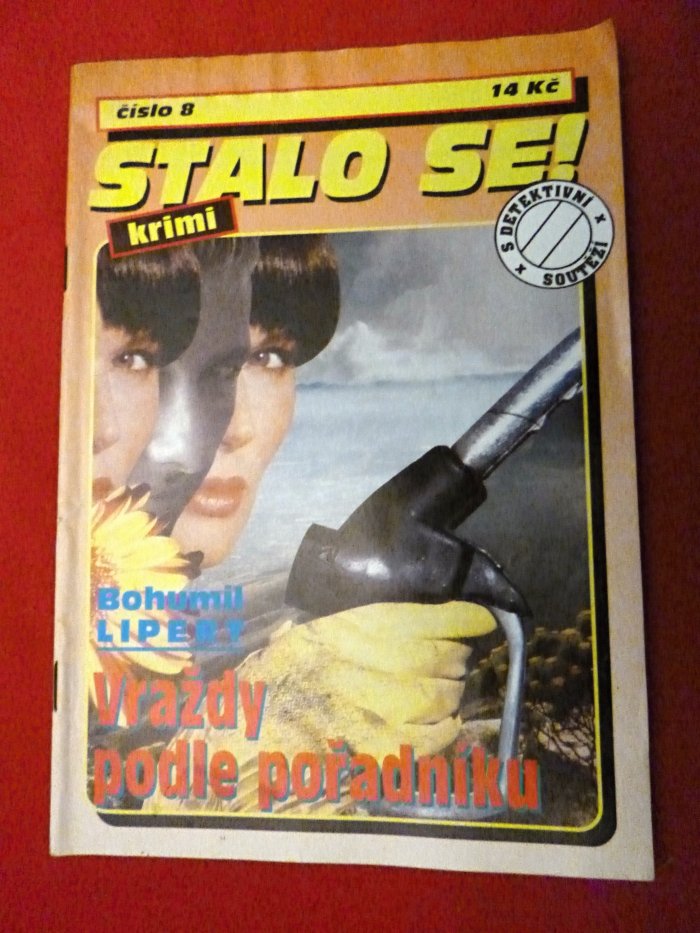 číslo 8
14 Kč
STALO SE!
krimi
x S DETEKTIVNÍ x
SOUTĚŽÍ
Bohumil
LIPERT
Vraždy
podle pořadníku